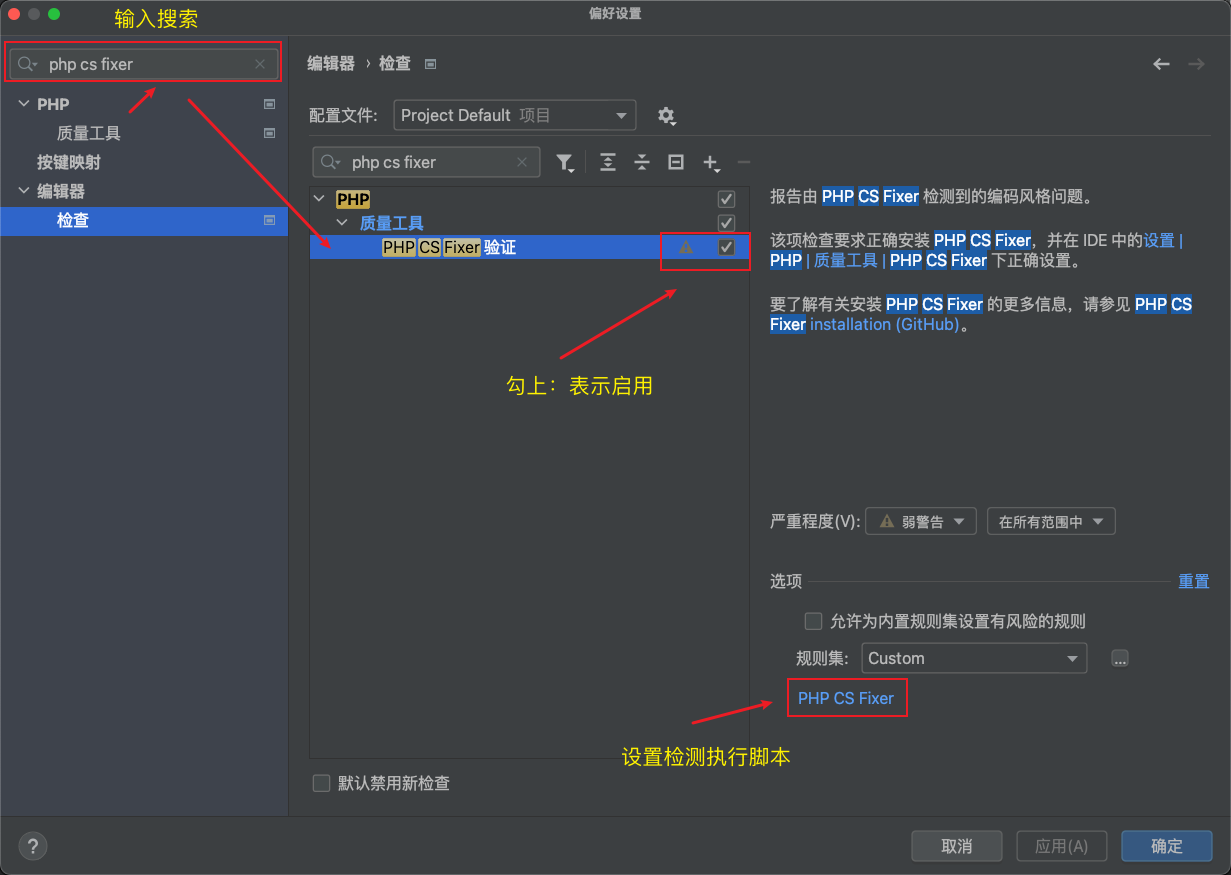 输入搜索
偏好设置
php cs fixer
PHP
质量工具
按键映射
编辑器
检查
编辑器 › 检查
配置文件: Project Default 项目
php cs fixer
PHP
质量工具
PHP CS Fixer 验证
勾上：表示启用
报告由 PHP CS Fixer 检测到的编码风格问题。
该项检查要求正确安装 PHP CS Fixer，并在 IDE 中的设置 |
PHP | 质量工具 | PHP CS Fixer 下正确设置。
要了解有关安装 PHP CS Fixer 的更多信息，请参见 PHP CS
Fixer installation (GitHub)。
严重程度(V): 弱警告 在所有范围中
选项 重置
允许为内置规则集设置有风险的规则
规则集: Custom ...
PHP CS Fixer
设置检测执行脚本
默认禁用新检查
? 取消 应用(A) 确定